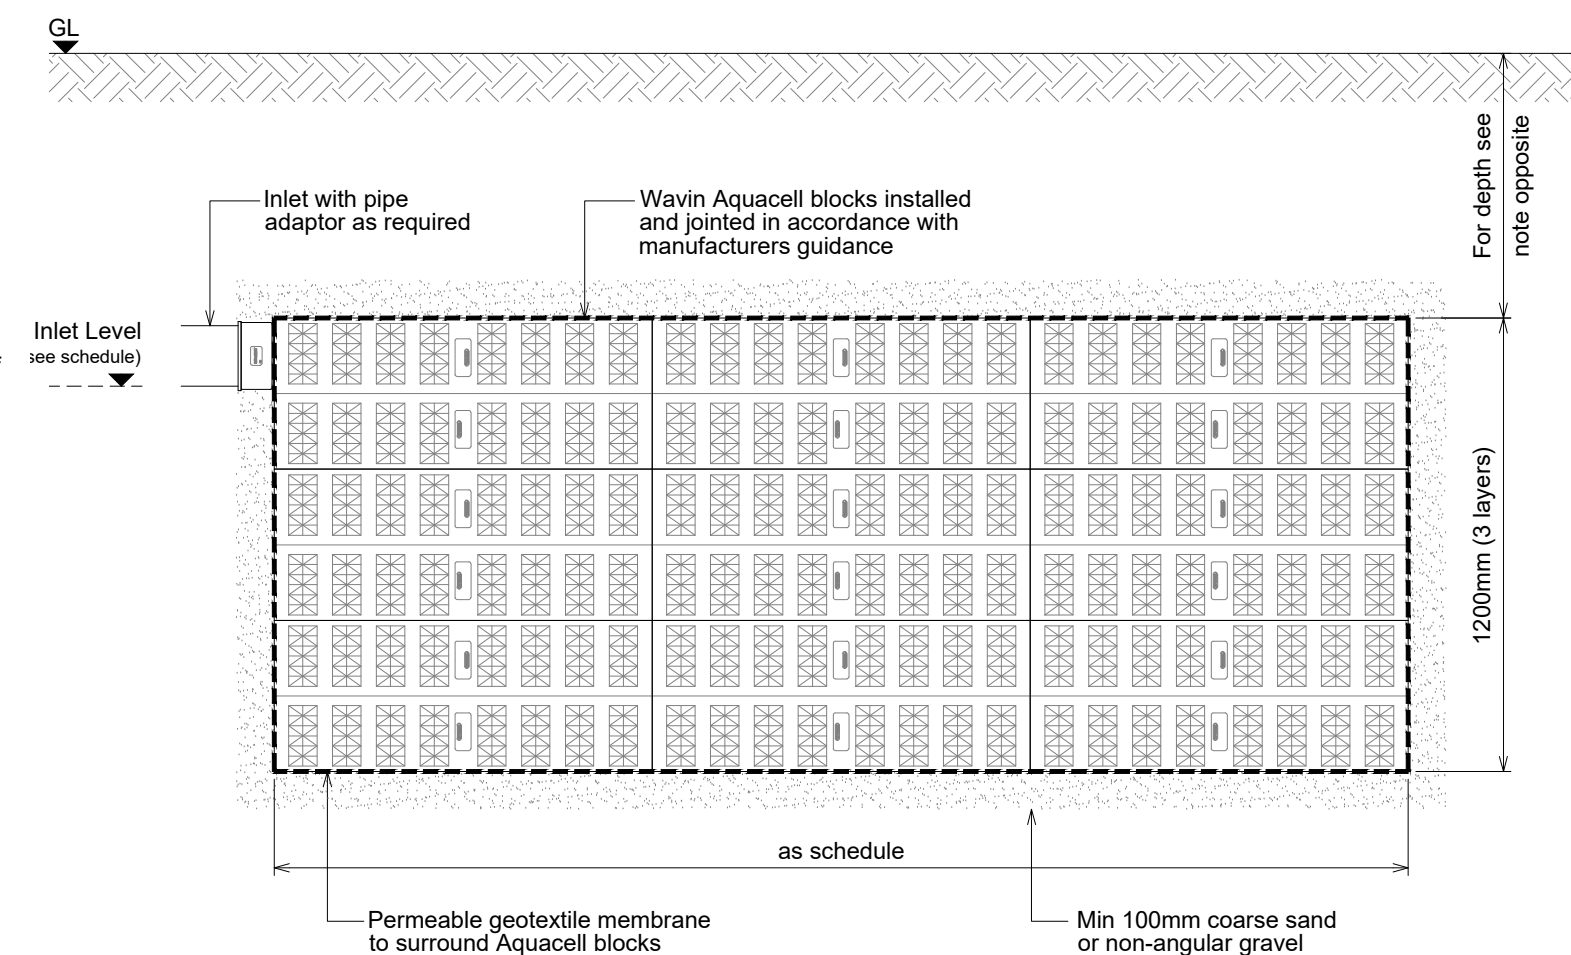 GL
For depth see
note opposite
Inlet with pipe
adaptor as required
Wavin Aquacell blocks installed
and jointed in accordance with
manufacturers guidance
Inlet Level
see schedule)
1200mm (3 layers)
as schedule
Permeable geotextile membrane
to surround Aquacell blocks
Min 100mm coarse sand
or non-angular gravel